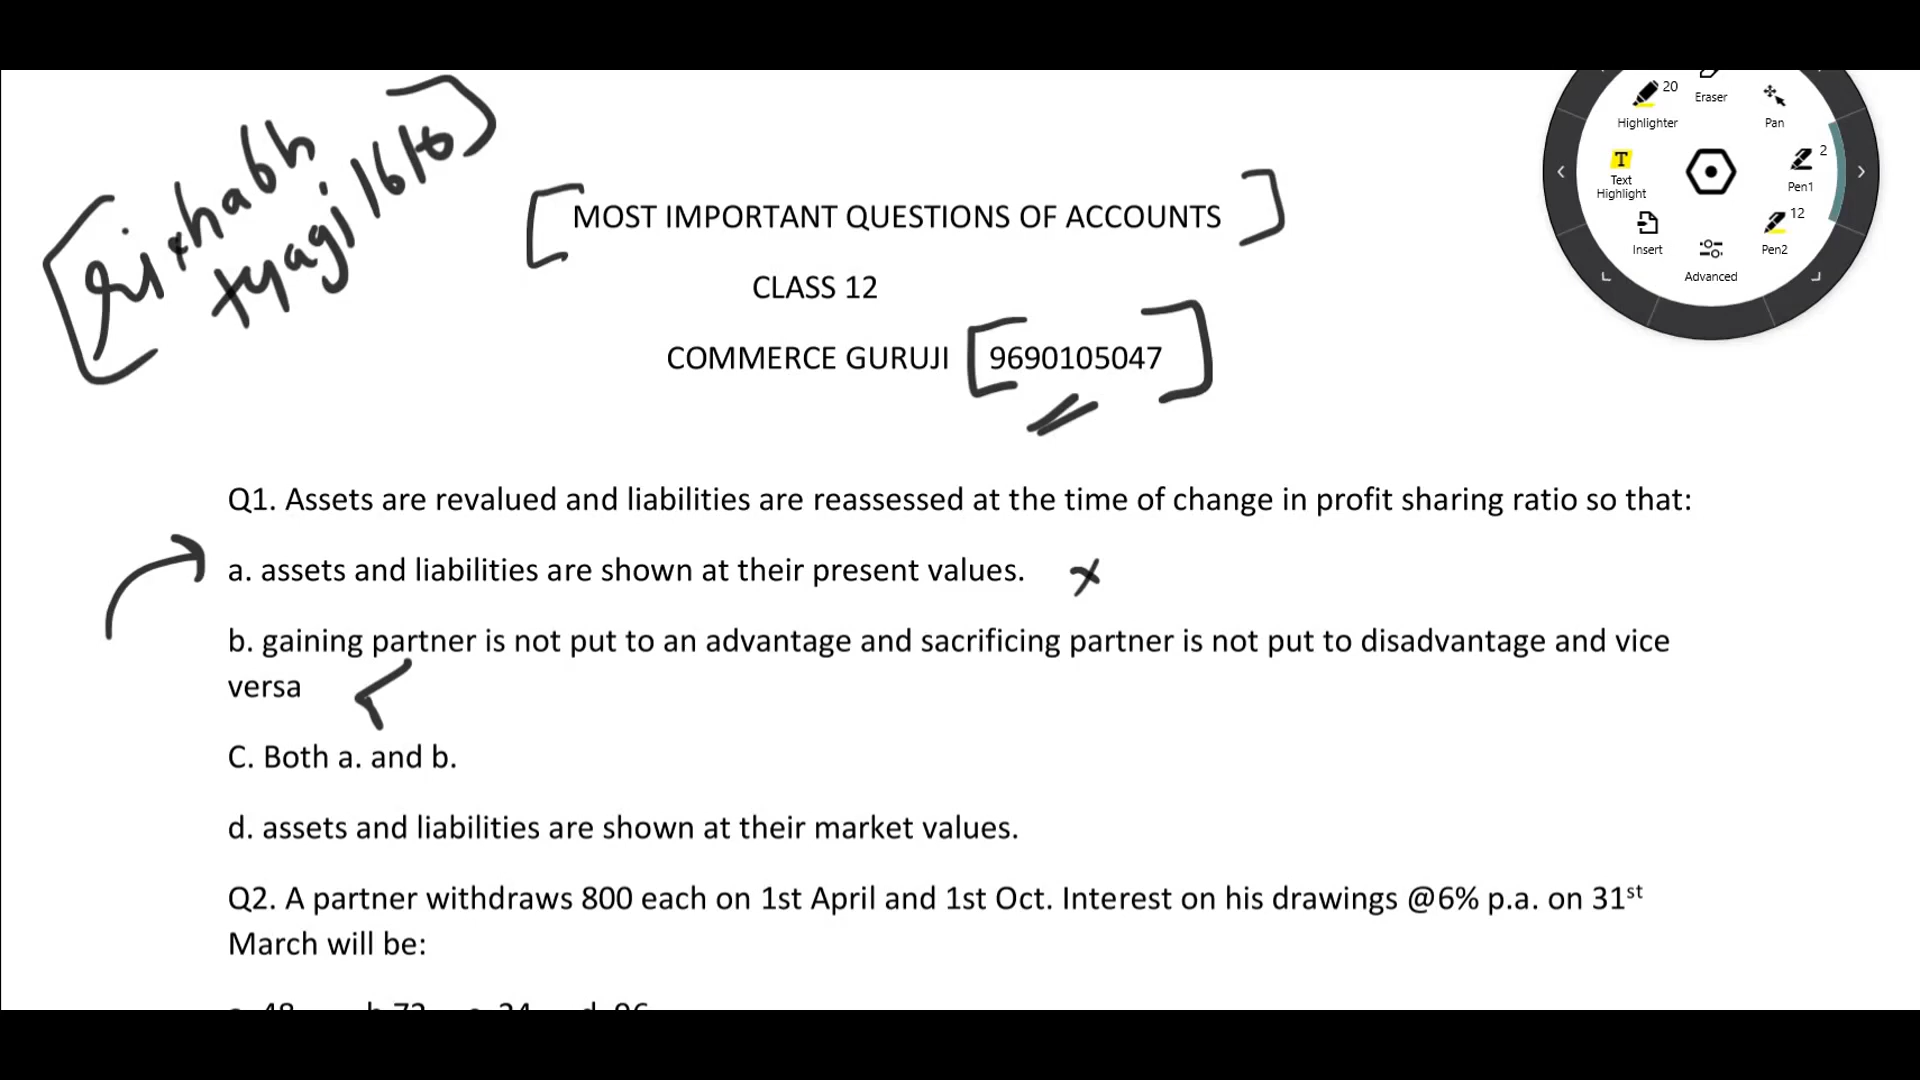 rishabh
tyagi1616
MOST IMPORTANT QUESTIONS OF ACCOUNTS
CLASS 12
COMMERCE GURUJI 9690105047
20
Eraser
Highlighter
Pan
T
2
Text
Highlight
Pen1
12
Insert
Pen2
Advanced
Q1. Assets are revalued and liabilities are reassessed at the time of change in profit sharing ratio so that:
a. assets and liabilities are shown at their present values.
b. gaining partner is not put to an advantage and sacrificing partner is not put to disadvantage and vice
versa
C. Both a. and b.
d. assets and liabilities are shown at their market values.
Q2. A partner withdraws 800 each on 1st April and 1st Oct. Interest on his drawings @6% p.a. on 31st
March will be: